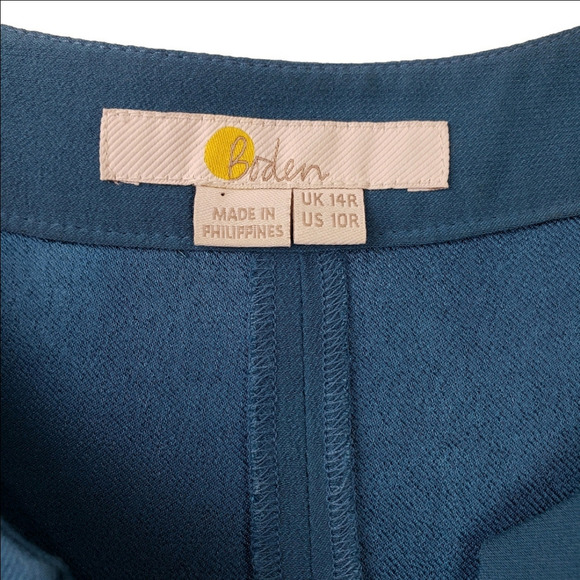 Boden
MADE IN
PHILIPPINES
UK 14R
US 10R